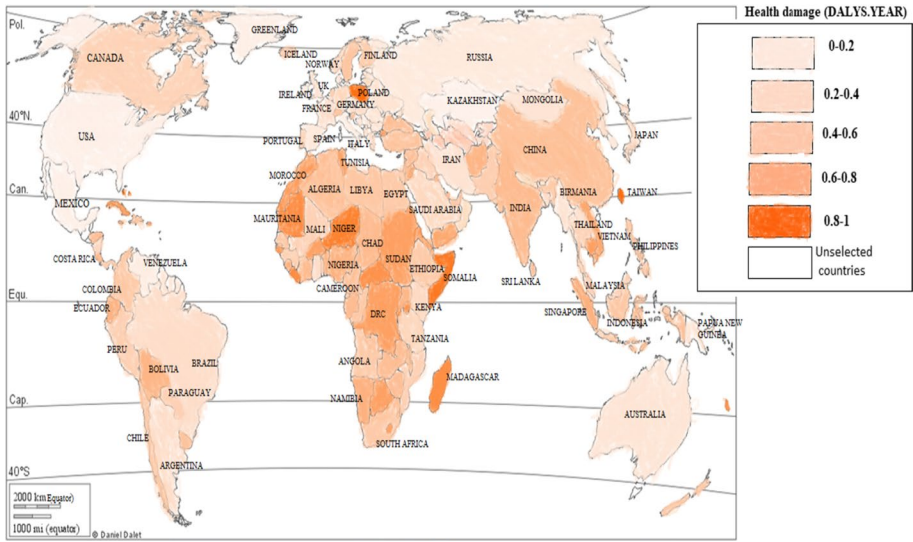 Health damage (DALYS.YEAR)
0-0.2
0.2-0.4
0.4-0.6
0.6-0.8
0.8-1
Unselected
countries
Pol.
GREENLAND
ICELAND
FINLAND
CANADA
NORWAY
RUSSIA
UK
IRELAND
POLAND
GERMANY
FRANCE
KAZAKHSTAN
MONGOLIA
40°N.
USA
PORTUGAL
SPAIN
ITALY
JAPAN
CHINA
TUNISIA
IRAN
MOROCCO
Can.
ALGERIA
LIBYA
EGYPT
BIRMANIA
TAIWAN
MEXICO
SAUDI ARABIA
INDIA
MAURITANIA
MALI
NIGER
THAILAND
VIETNAM
CHAD
PHILIPPINES
COSTA RICA
VENEZUELA
NIGERIA
SUDAN
ETHIOPIA
SOMALIA
SRI LANKA
CAMEROON
MALAYSIA
COLOMBIA
Equ.
ECUADOR
DRC
KENYA
SINGAPORE
INDONESIA
PAPUA NEW
GUINEA
TANZANIA
PERU
BRAZIL
ANGOLA
BOLIVIA
MADAGASCAR
PARAGUAY
NAMIBIA
Cap.
AUSTRALIA
CHILE
SOUTH AFRICA
ARGENTINA
40°S
2000 km Equator)
1000 mi (equator)
© Daniel Dalet